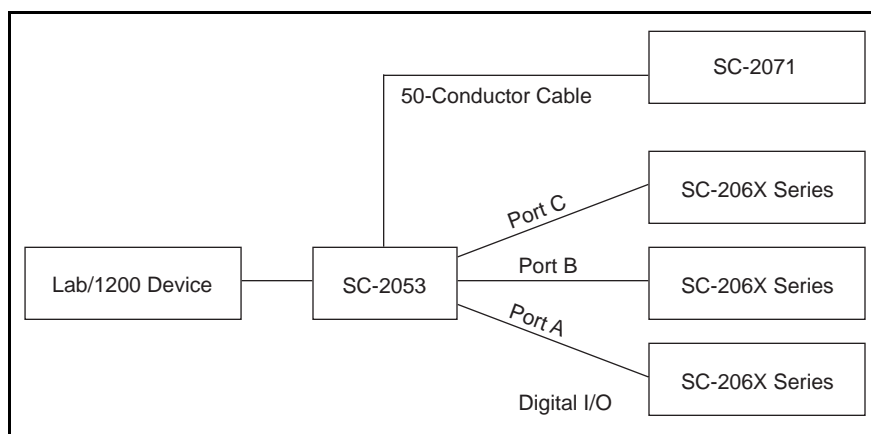 SC-2071
50-Conductor Cable
SC-206X Series
Port C
Lab/1200 Device
SC-2053
Port B
SC-206X Series
Port A
SC-206X Series
Digital I/O